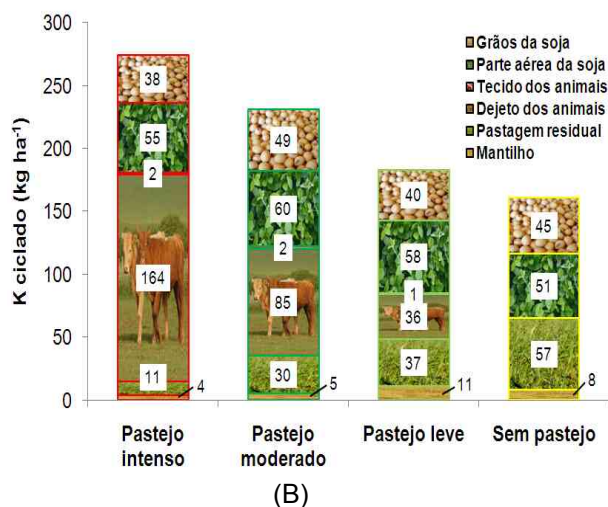 K ciclado (kg ha⁻¹)
300
250
200
150
100
50
0
38
55
2
164
11
4
49
60
2
85
30
5
40
58
1
36
37
11
45
51
57
8
Grãos da soja
Parte aérea da soja
Tecido dos animais
Dejeto dos animais
Pastagem residual
Mantilho
Pastejo
intenso
Pastejo
moderado
Pastejo leve
Sem pastejo
(B)